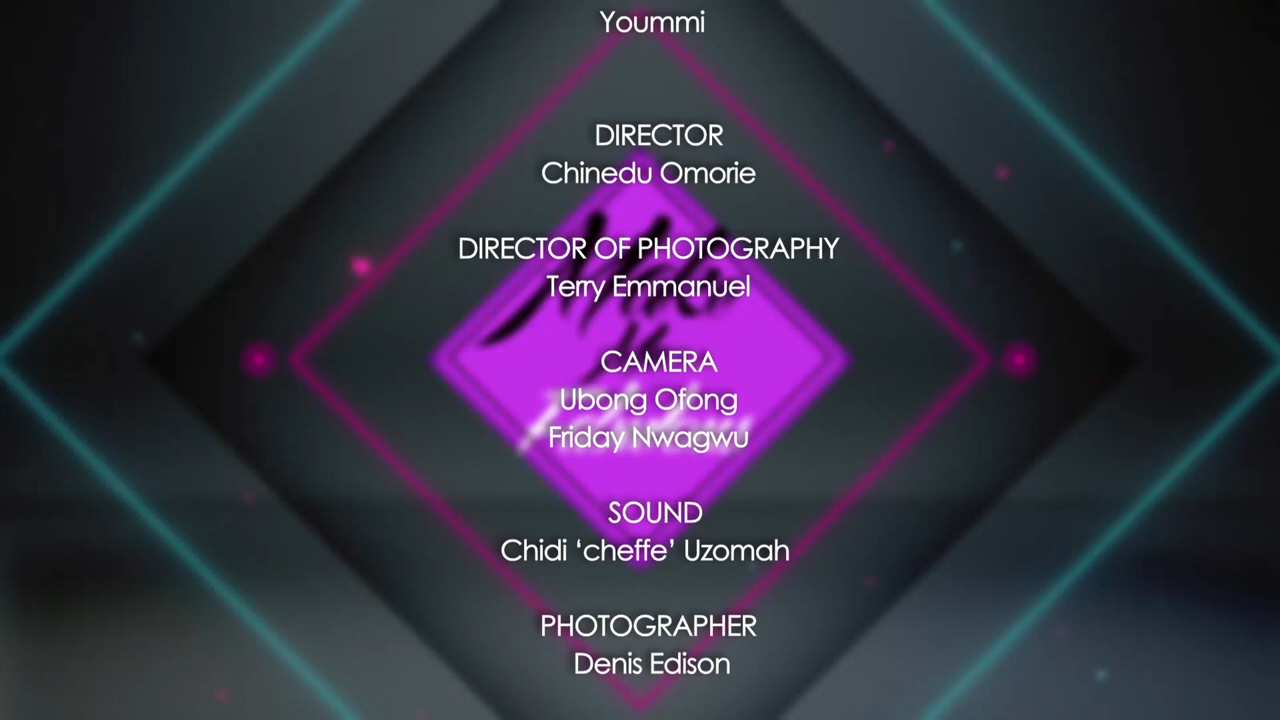 Yoummi
DIRECTOR
Chinedu Omorie
DIRECTOR OF PHOTOGRAPHY
Terry Emmanuel
CAMERA
Ubong Ofong
Friday Nwagwu
SOUND
Chidi ‘cheffe’ Uzomah
PHOTOGRAPHER
Denis Edison